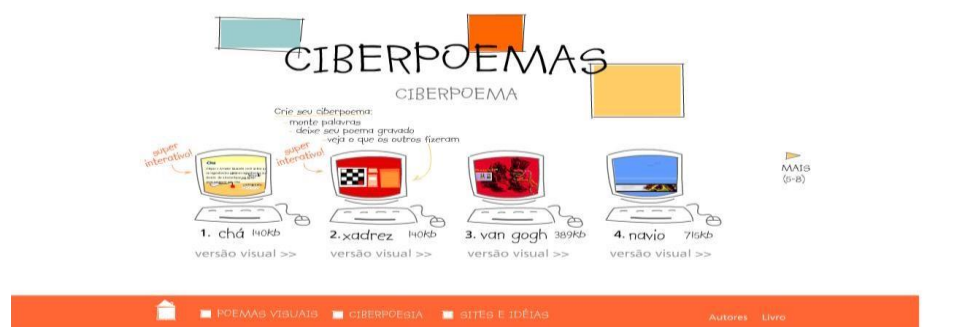 CIBERPOEMAS
CIBERPOEMA
Crie seu ciberpoema:
- monte palavras
- deixe seu poema gravado
- veja o que os outros fizeram
super interativo!
super interativo!
Chá
1. chá 140kb
versão visual >>
2. xadrez 140kb
versão visual >>
3. van gogh 389kb
versão visual >>
4. navio 715kb
versão visual >>
MAIS
(5-8)
POEMAS VISUAIS CIBERPOESIA SITES E IDÉIAS Autores Livro